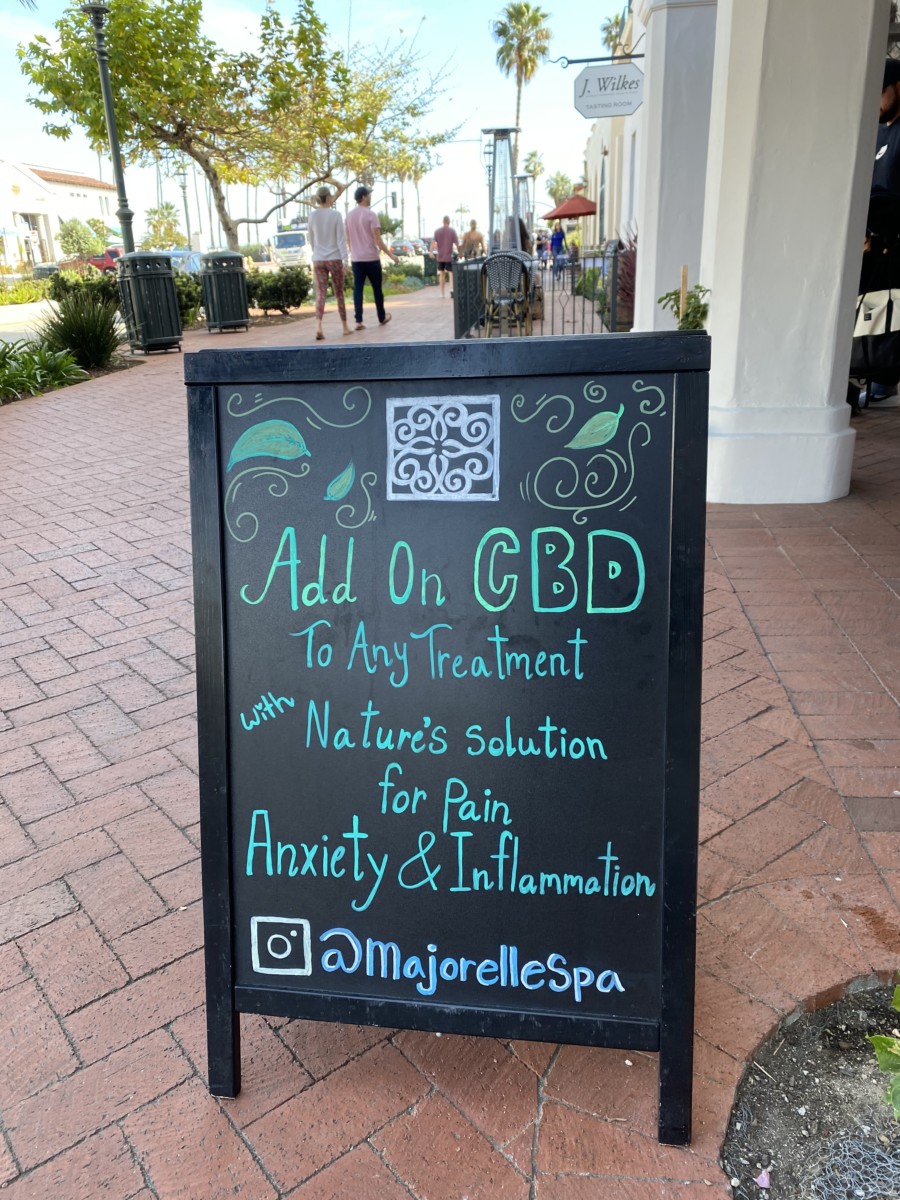 J. Wilkes
TASTING ROOM
Add On CBD
To Any Treatment
with Nature's solution
for Pain
Anxiety & Inflammation
@MajorelleSpa